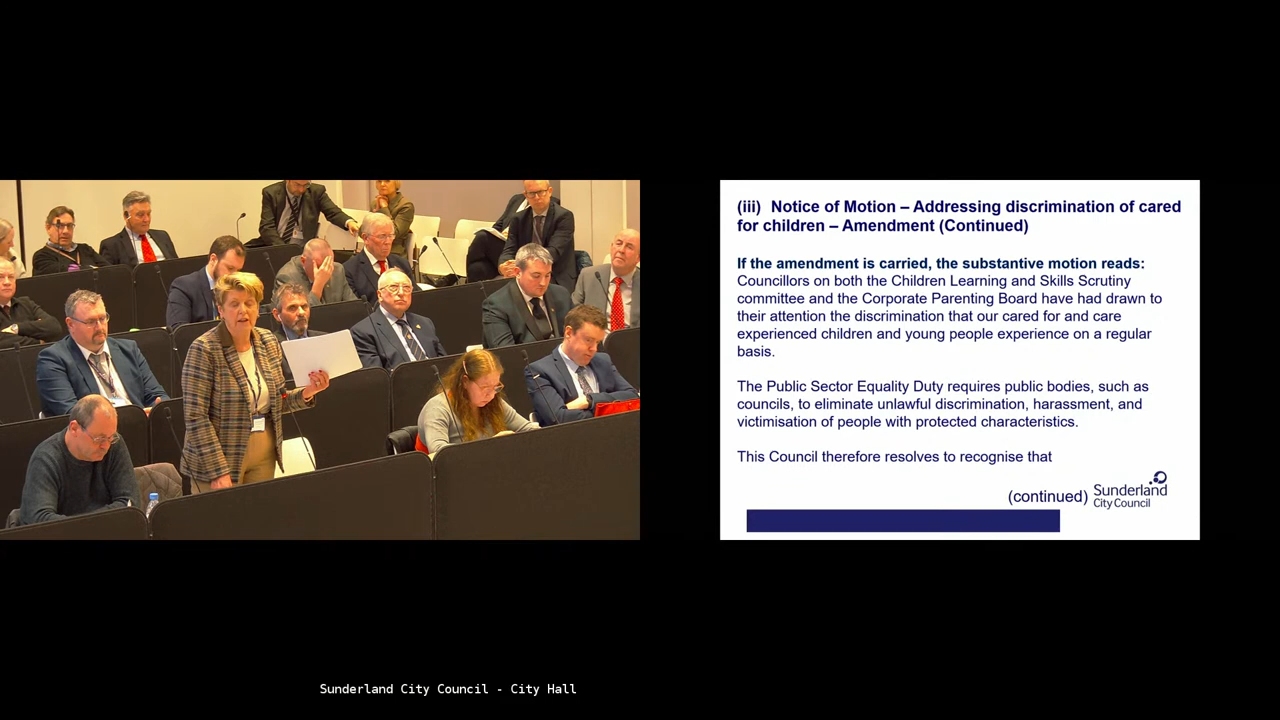 (iii) Notice of Motion – Addressing discrimination of cared
for children – Amendment (Continued)
If the amendment is carried, the substantive motion reads:
Councillors on both the Children Learning and Skills Scrutiny
committee and the Corporate Parenting Board have had drawn to
their attention the discrimination that our cared for and care
experienced children and young people experience on a regular
basis.
The Public Sector Equality Duty requires public bodies, such as
councils, to eliminate unlawful discrimination, harassment, and
victimisation of people with protected characteristics.
This Council therefore resolves to recognise that
(continued)
Sunderland
City Council
Sunderland City Council - City Hall